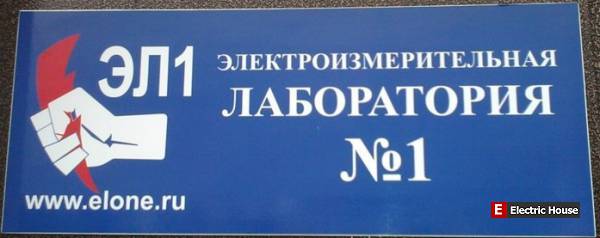 ЭЛ1
ЭЛЕКТРОИЗМЕРИТЕЛЬНАЯ
ЛАБОРАТОРИЯ
№1
www.elone.ru
E Electric House